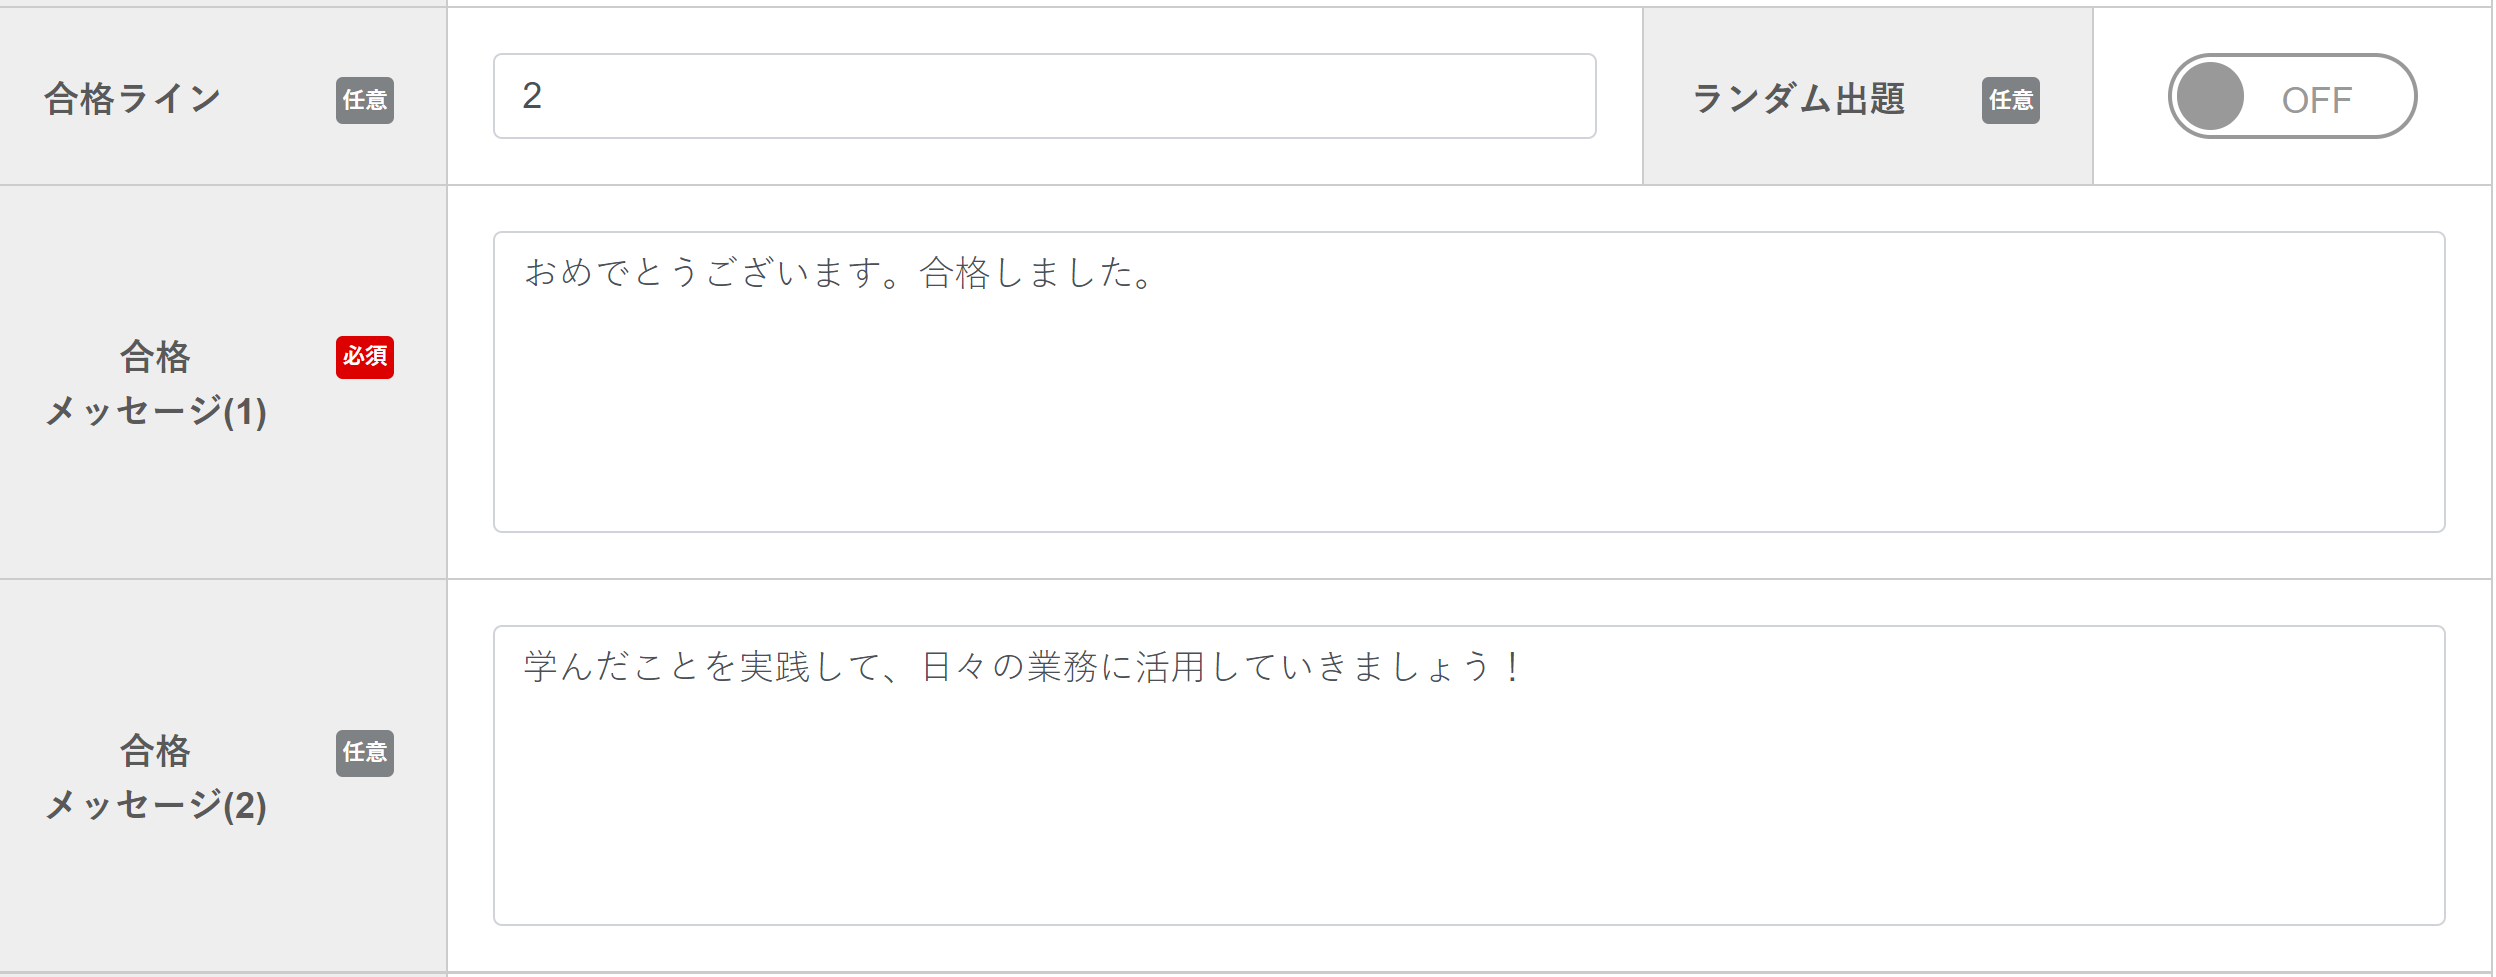 合格ライン 任意 2 ランダム出題 任意 OFF
合格 必須
メッセージ(1)
おめでとうございます。合格しました。
合格 任意
メッセージ(2)
学んだことを実践して、日々の業務に活用していきましょう！